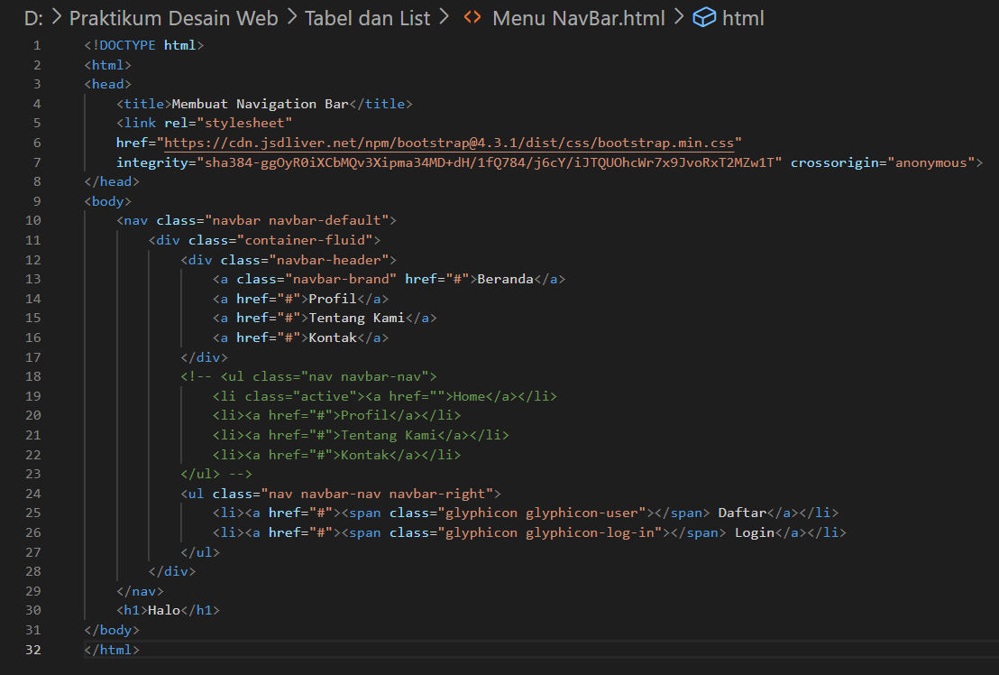 D: > Praktikum Desain Web > Tabel dan List > <> Menu NavBar.html > html
1 <!DOCTYPE html>
2 <html>
3 <head>
4 <title>Membuat Navigation Bar</title>
5 <link rel="stylesheet"
6 href="https://cdn.jsdliver.net/npm/bootstrap@4.3.1/dist/css/bootstrap.min.css"
7 integrity="sha384-ggOyR0iXCbMQv3Xipma34MD+dH/1fQ784/j6cY/iJTQUOhcWr7x9JvoRxT2MZw1T" crossorigin="anonymous">
8 </head>
9 <body>
10 <nav class="navbar navbar-default">
11 <div class="container-fluid">
12 <div class="navbar-header">
13 <a class="navbar-brand" href="#">Beranda</a>
14 <a href="#">Profil</a>
15 <a href="#">Tentang Kami</a>
16 <a href="#">Kontak</a>
17 </div>
18 <!-- <ul class="nav navbar-nav">
19 <li class="active"><a href="">Home</a></li>
20 <li><a href="#">Profil</a></li>
21 <li><a href="#">Tentang Kami</a></li>
22 <li><a href="#">Kontak</a></li>
23 </ul> -->
24 <ul class="nav navbar-nav navbar-right">
25 <li><a href="#"><span class="glyphicon glyphicon-user"></span> Daftar</a></li>
26 <li><a href="#"><span class="glyphicon glyphicon-log-in"></span> Login</a></li>
27 </ul>
28 </div>
29 </nav>
30 <h1>Halo</h1>
31 </body>
32 </html>